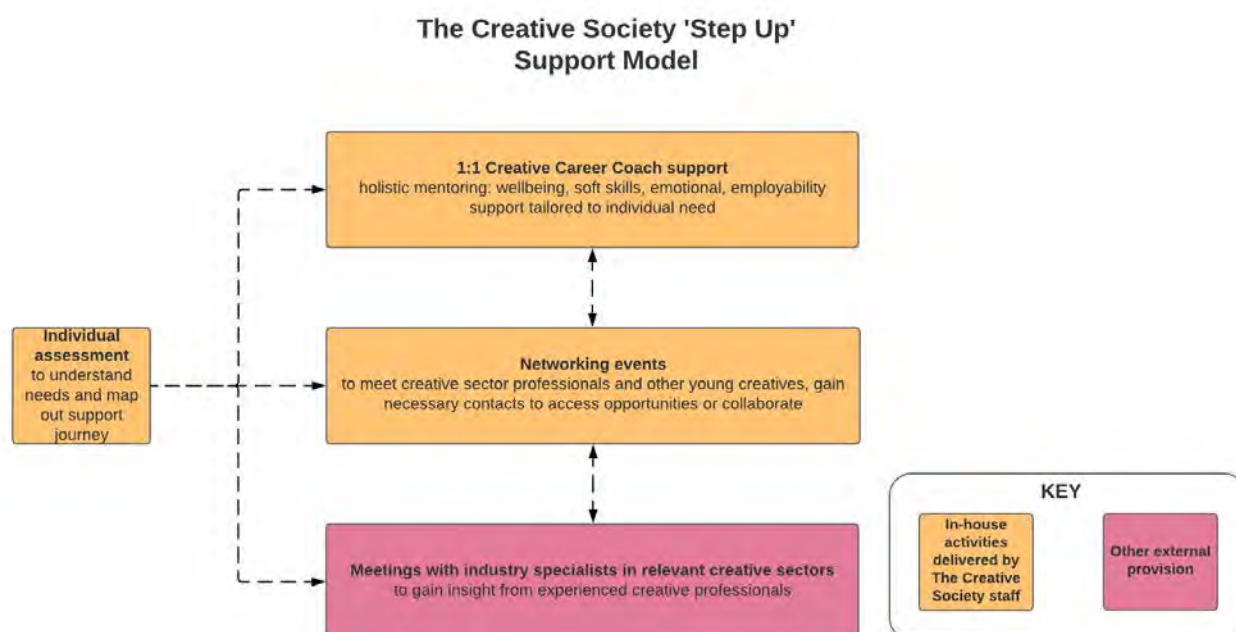 The Creative Society 'Step Up'
Support Model
1:1 Creative Career Coach support
holistic mentoring: wellbeing, soft skills, emotional, employability
support tailored to individual need
Individual
assessment
to understand
needs and map
out support
journey
Networking events
to meet creative sector professionals and other young creatives, gain
necessary contacts to access opportunities or collaborate
Meetings with industry specialists in relevant creative sectors
to gain insight from experienced creative professionals
KEY
In-house
activities
delivered by
The Creative
Society staff
Other external
provision